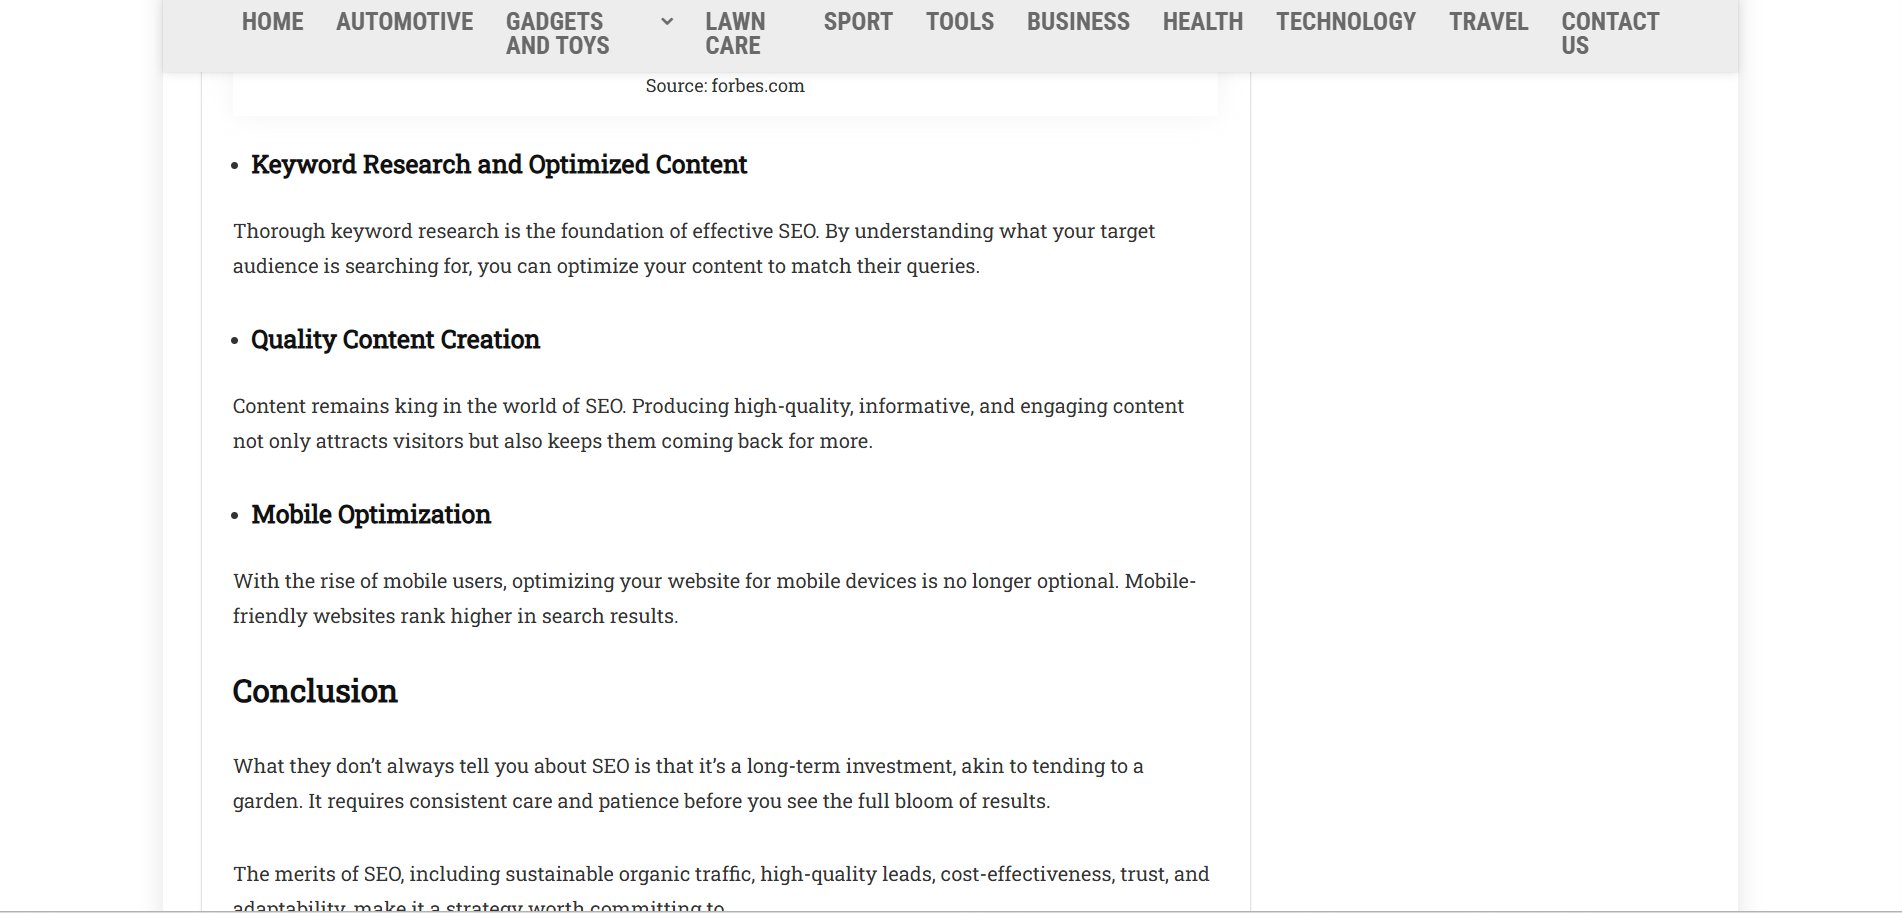 HOME AUTOMOTIVE GADGETS AND TOYS LAWN CARE SPORT TOOLS BUSINESS HEALTH TECHNOLOGY TRAVEL CONTACT US
Source: forbes.com
• Keyword Research and Optimized Content
Thorough keyword research is the foundation of effective SEO. By understanding what your target
audience is searching for, you can optimize your content to match their queries.
• Quality Content Creation
Content remains king in the world of SEO. Producing high-quality, informative, and engaging content
not only attracts visitors but also keeps them coming back for more.
• Mobile Optimization
With the rise of mobile users, optimizing your website for mobile devices is no longer optional. Mobile-
friendly websites rank higher in search results.
Conclusion
What they don’t always tell you about SEO is that it’s a long-term investment, akin to tending to a
garden. It requires consistent care and patience before you see the full bloom of results.
The merits of SEO, including sustainable organic traffic, high-quality leads, cost-effectiveness, trust, and
adaptability, make it a strategy worth committing to.